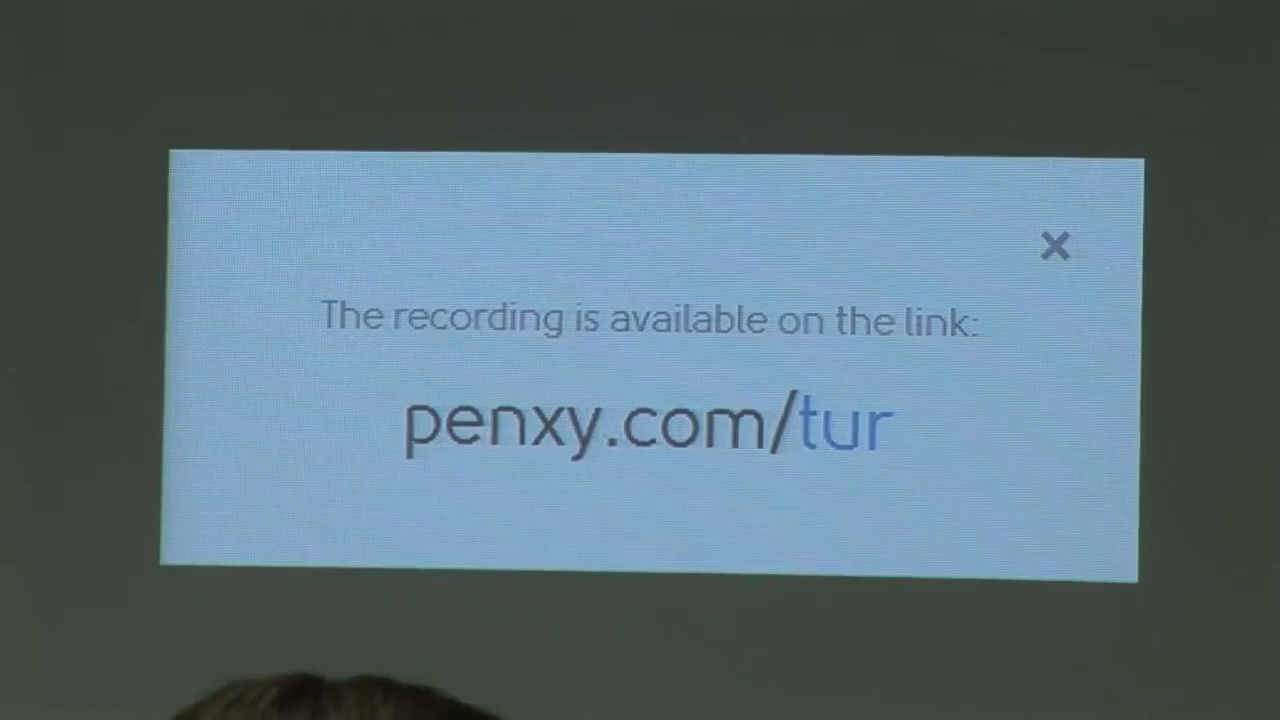 The recording is available on the link:
penxy.com/tur